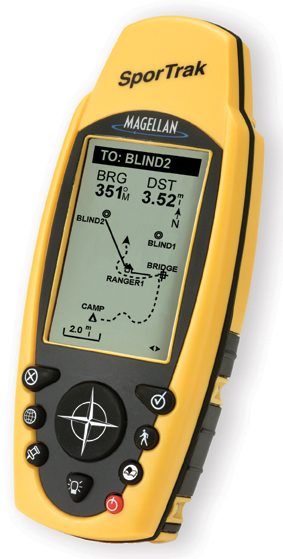 SporTrak
MAGELLAN
TO: BLIND2
BRG DST
351°M 3.52mi
N
BLIND2
BLIND1
BRIDGE
RANGER1
CAMP
2.0 mi